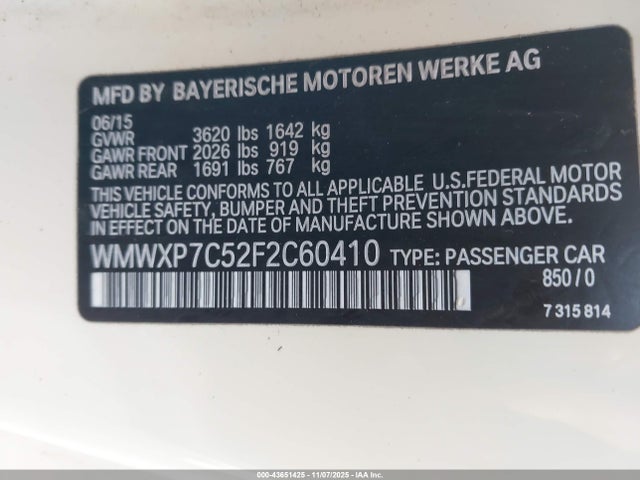 MFD BY BAYERISCHE MOTOREN WERKE AG
06/15
GVWR 3620 lbs 1642 kg
GAWR FRONT 2026 lbs 919 kg
GAWR REAR 1691 lbs 767 kg
THIS VEHICLE CONFORMS TO ALL APPLICABLE U.S.FEDERAL MOTOR
VEHICLE SAFETY, BUMPER AND THEFT PREVENTION STANDARDS
IN EFFECT ON THE DATE OF MANUFACTURE SHOWN ABOVE.
WMWXP7C52F2C60410 TYPE: PASSENGER CAR
850/0
7 315 814
000-43651425 - 11/07/2025 - IAA Inc.